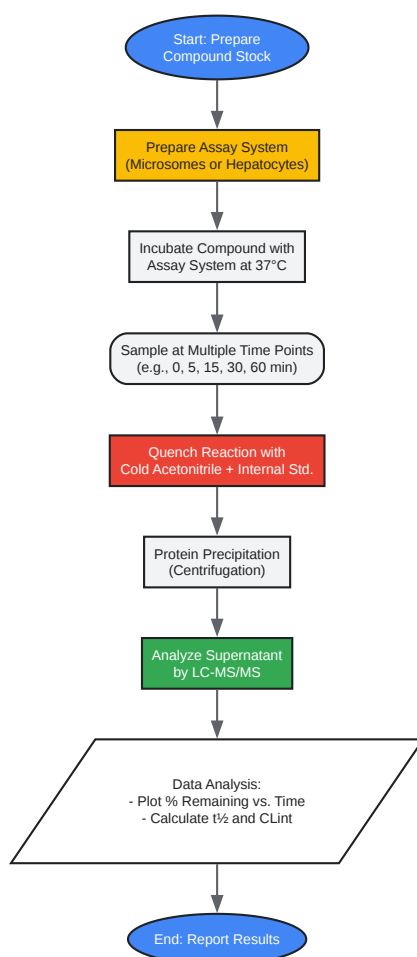 Start: Prepare
Compound Stock
Prepare Assay System
(Microsomes or Hepatocytes)
Incubate Compound with
Assay System at 37°C
Sample at Multiple Time Points
(e.g., 0, 5, 15, 30, 60 min)
Quench Reaction with
Cold Acetonitrile + Internal Std.
Protein Precipitation
(Centrifugation)
Analyze Supernatant
by LC-MS/MS
Data Analysis:
- Plot % Remaining vs. Time
- Calculate t½ and CLint
End: Report Results